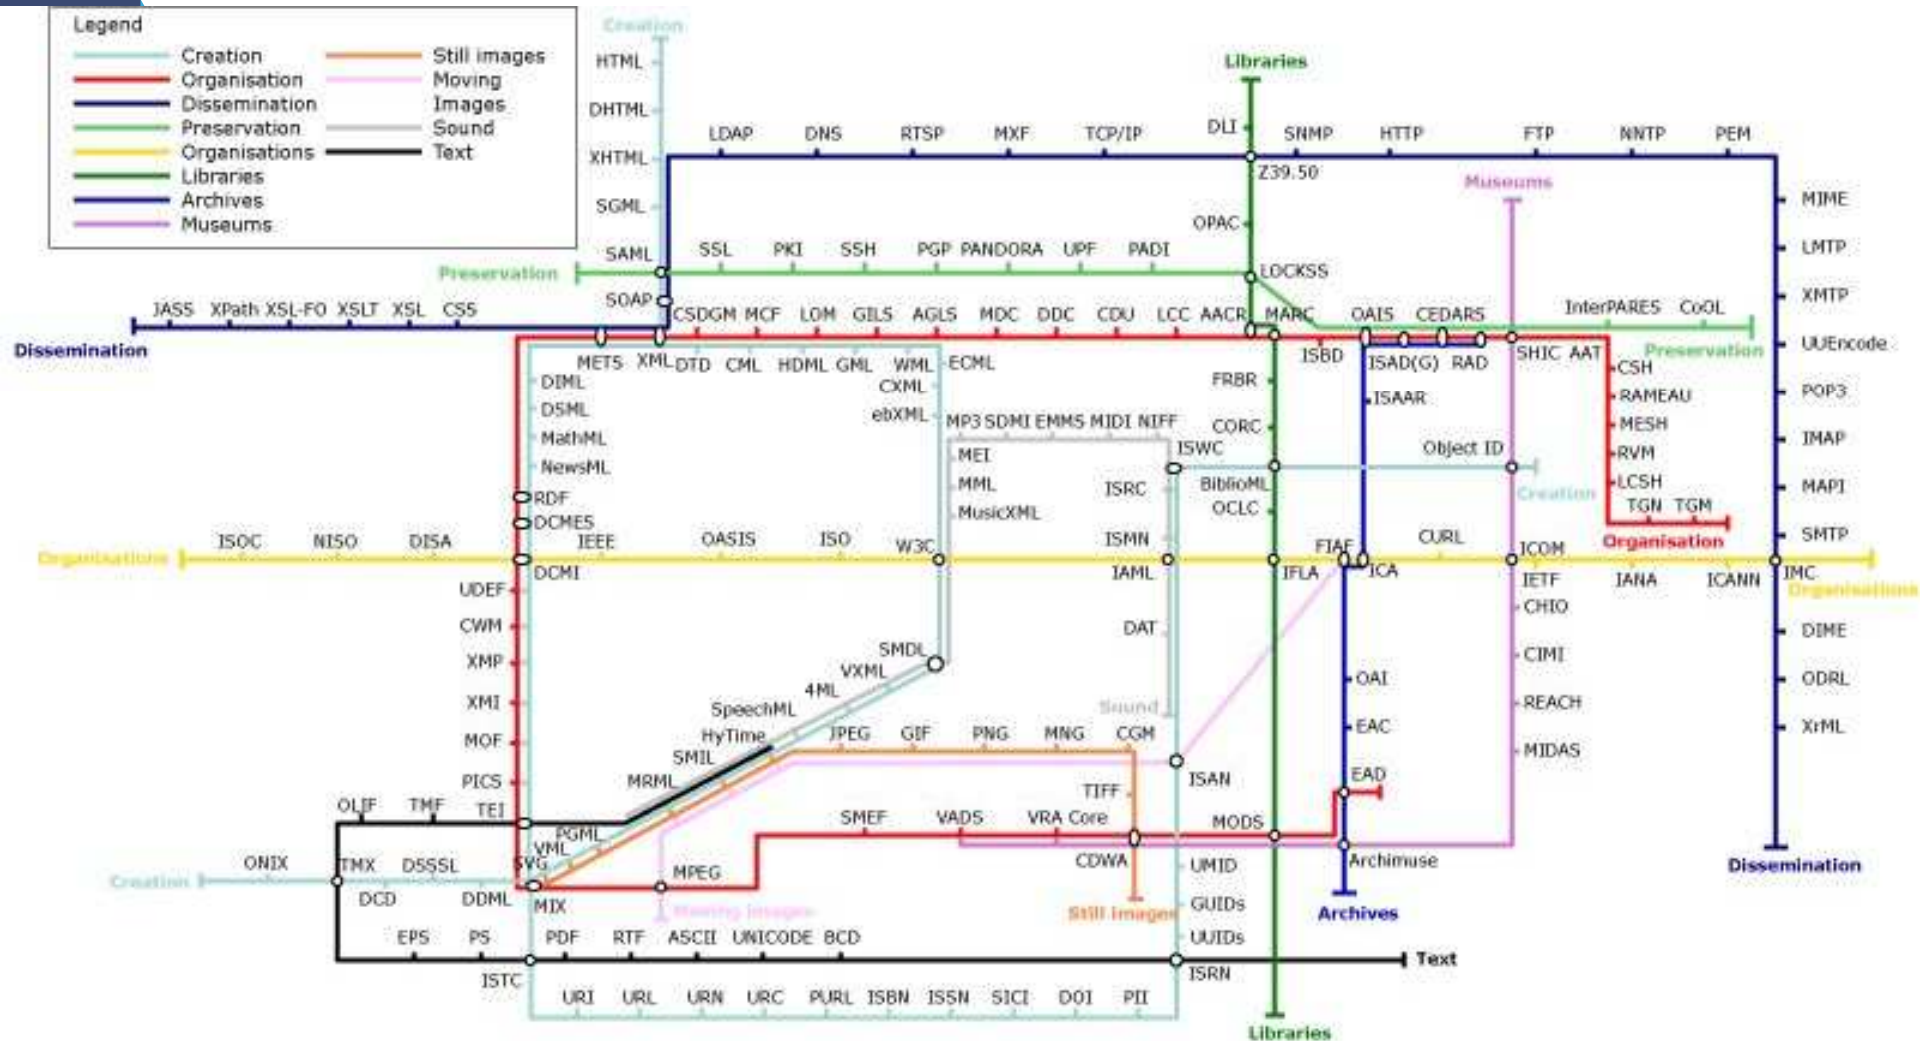 Legend
Creation
Organisation
Dissemination
Preservation
Organisations
Libraries
Archives
Museums
Still images
Moving
Images
Sound
Text
Creation
HTML
DHTML
XHTML
SGML
SAML
SOAP
Libraries
DLI
LDAP DNS RTSP MXF TCP/IP SNMP HTTP FTP NNTP PEM
Z39.50
Museums
OPAC
MIME
LMTP
XMTP
UUEncode
POP3
IMAP
MAPI
SMTP
Preservation
SSL PKI SSH PGP PANDORA UPF PADI
LOCKSS
InterPARES CoOL
Preservation
JASS XPath XSL-FO XSLT XSL CSS
Dissemination
CSDGM MCF LOM GILS AGLS MDC DDC CDU LCC AACR MARC OAIS CEDARS
METS XML DTD CML HDML GML WML ECML
ISBD ISAD(G) RAD SHIC AAT
CSH
RAMEAU
MESH
RVM
LCSH
TGN TGM
Organisation
DIML
DSML
MathML
NewsML
RDF
DCMES
CXML
ebXML
FRBR
CORC
ISAAR
MP3 SDMI EMMS MIDI NIFF
ISWC
MEI
MML
MusicXML
ISRC
ISMN
BiblioML
OCLC
Object ID
Creation
Organisations
ISOC NISO DISA IEEE OASIS ISO W3C
DCMI
IAML IFLA FIAF ICA CURL ICOM
IETF IANA ICANN IMC
Organisations
UDEF
CWM
XMP
XMI
MOF
PICS
TEI
DAT
Sound
SMDL
VXML
4ML
SpeechML
HyTime
SMIL
MRML
PGML
VML
SVG
CHIO
CIMI
REACH
MIDAS
DIME
ODRL
XrML
Dissemination
OAI
EAC
EAD
JPEG GIF PNG MNG CGM
ISAN
TIFF
SMEF VADS VRA Core
MODS
CDWA
Archimuse
Archives
OLIF TMF
Creation
ONIX TMX DSSSL
DCD DDML
MIX
MPEG
Moving Images
Still Images
UMID
GUIDs
UUIDs
EPS PS PDF RTF ASCII UNICODE BCD
Text
ISTC
ISRN
URI URL URN URC PURL ISBN ISSN SICI DOI PII
Libraries